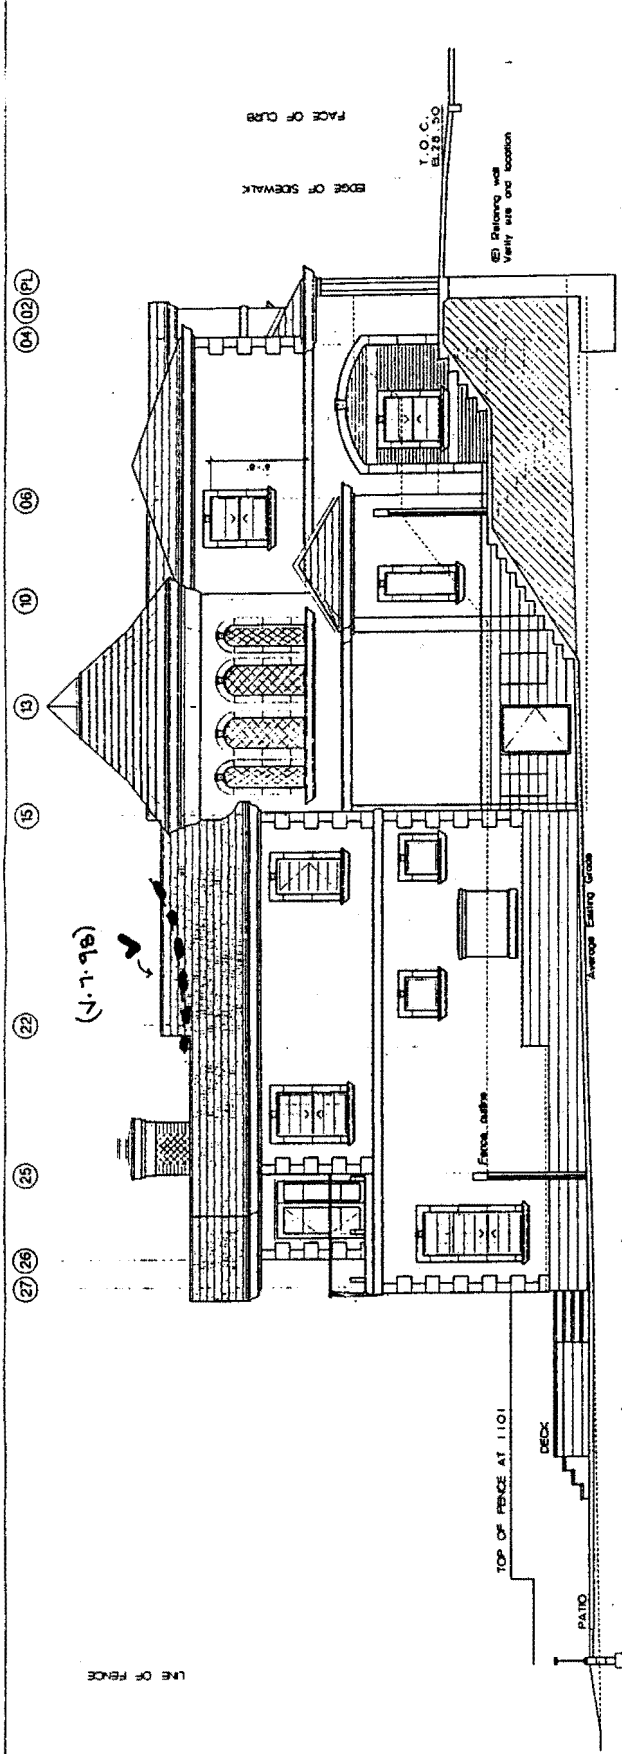 LINE OF FENCE
27
26
25
22
15
13
10
06
04
02
PL
FACE OF CURB
EDGE OF SIDEWALK
T.O.C.
EL 28.50
(E) Retaining wall
Verify size and location
TOP OF FENCE AT 1101
DECK
PATIO
Fence outline
Average Existing Grade